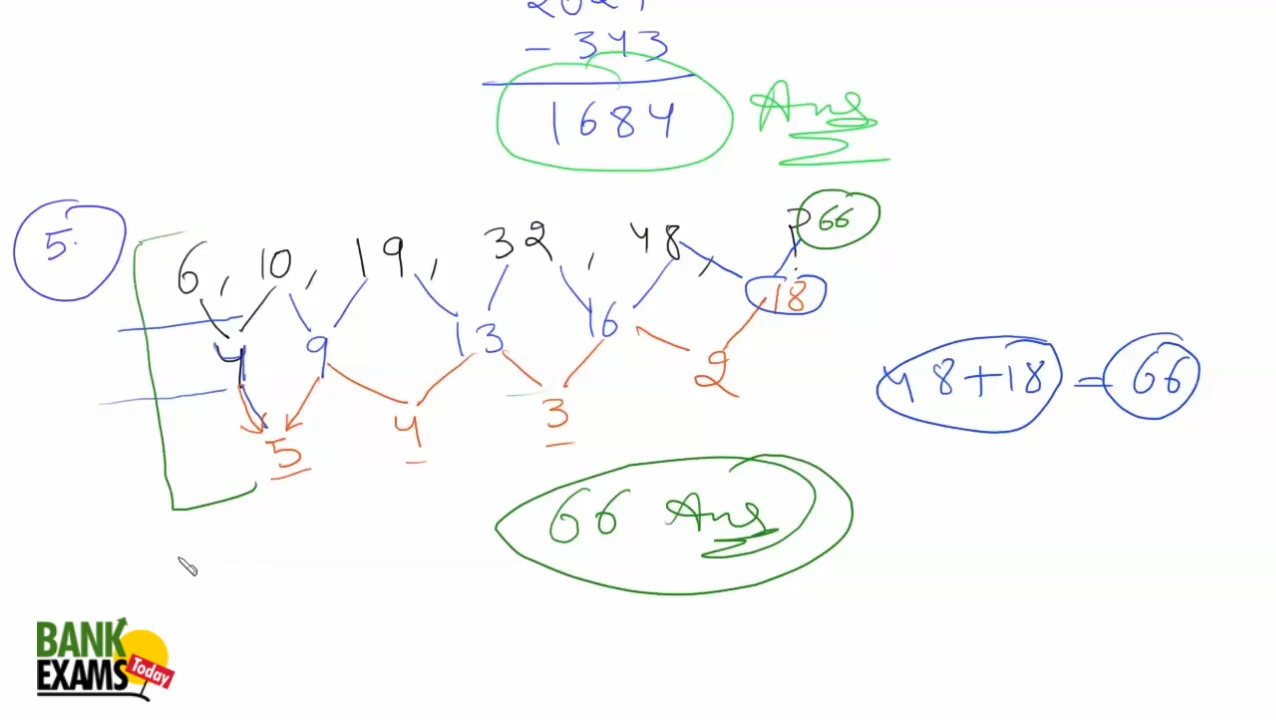 - 343
1684 Ans
5.
6, 10, 19, 32, 48, ? 66
4 9 13 16 18
5 4 3 2
48+18 = 66
66 Ans
BANK
EXAMS Today